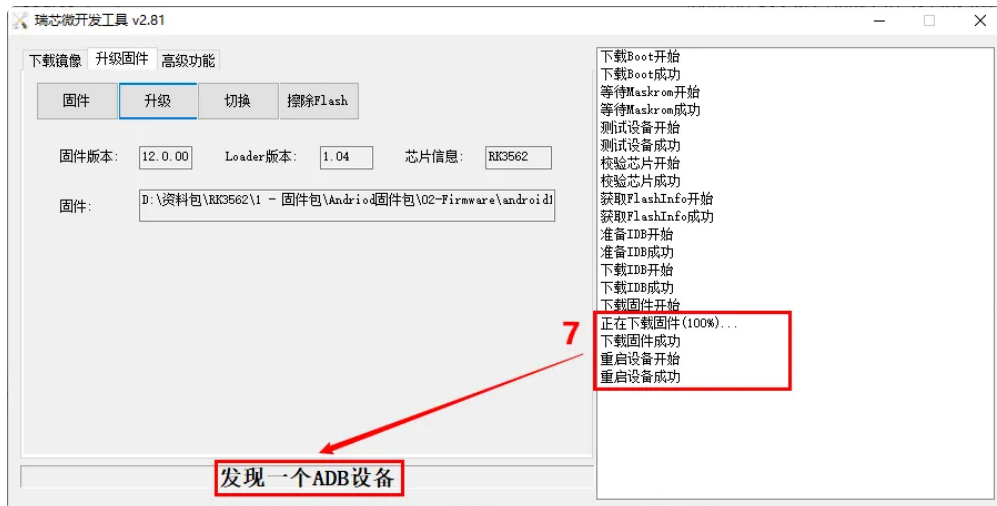 瑞芯微开发工具 v2.81
下载镜像 升级固件 高级功能
固件 升级 切换 擦除Flash
固件版本: 12.0.00 Loader版本: 1.04 芯片信息: RK3562
固件: D:\资料包\RK3562\1 - 固件包\Andriod固件包\02-Firmware\android1
下载Boot开始
下载Boot成功
等待Maskrom开始
等待Maskrom成功
测试设备开始
测试设备成功
校验芯片开始
校验芯片成功
获取FlashInfo开始
获取FlashInfo成功
准备IDB开始
准备IDB成功
下载IDB开始
下载IDB成功
下载固件开始
正在下载固件(100%)...
下载固件成功
重启设备开始
重启设备成功
7
发现一个ADB设备